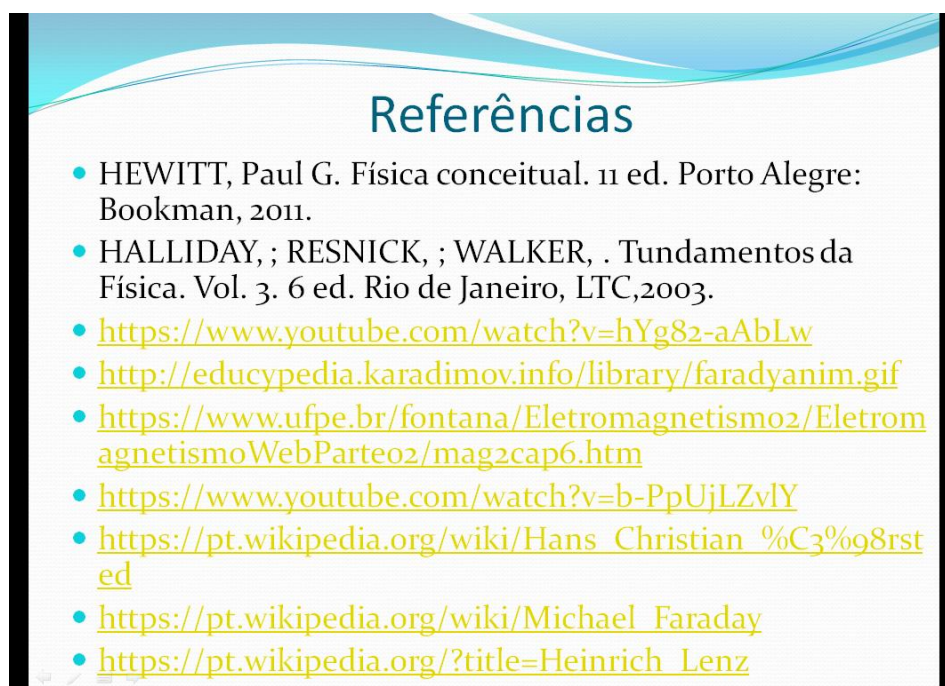 Referências
HEWITT, Paul G. Física conceitual. 11 ed. Porto Alegre:
Bookman, 2011.
HALLIDAY, ; RESNICK, ; WALKER, . Tundamentos da
Física. Vol. 3. 6 ed. Rio de Janeiro, LTC,2003.
https://www.youtube.com/watch?v=hYg82-aAbLw
http://educypedia.karadimov.info/library/faradyanim.gif
https://www.ufpe.br/fontana/Eletromagnetismo2/Eletrom
agnetismoWebParte02/mag2cap6.htm
https://www.youtube.com/watch?v=b-PpUjLZvlY
https://pt.wikipedia.org/wiki/Hans_Christian_%C3%98rst
ed
https://pt.wikipedia.org/wiki/Michael_Faraday
https://pt.wikipedia.org/?title=Heinrich_Lenz